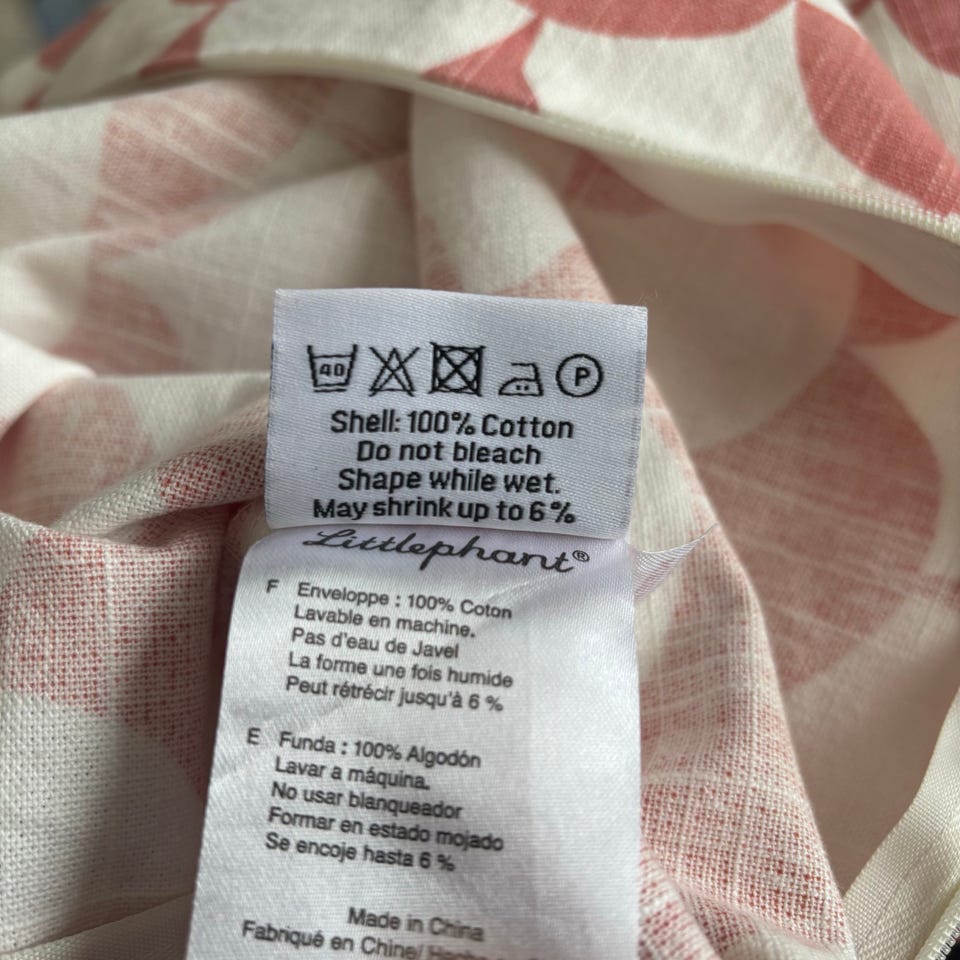 40 P
Shell: 100% Cotton
Do not bleach
Shape while wet.
May shrink up to 6%
Littlephant®
F Enveloppe : 100% Coton
Lavable en machine.
Pas d'eau de Javel
La forme une fois humide
Peut rétrécir jusqu'à 6 %
E Funda : 100% Algodón
Lavar a máquina.
No usar blanqueador
Formar en estado mojado
Se encoje hasta 6 %
Made in China
Fabriqué en Chine/ Hecho